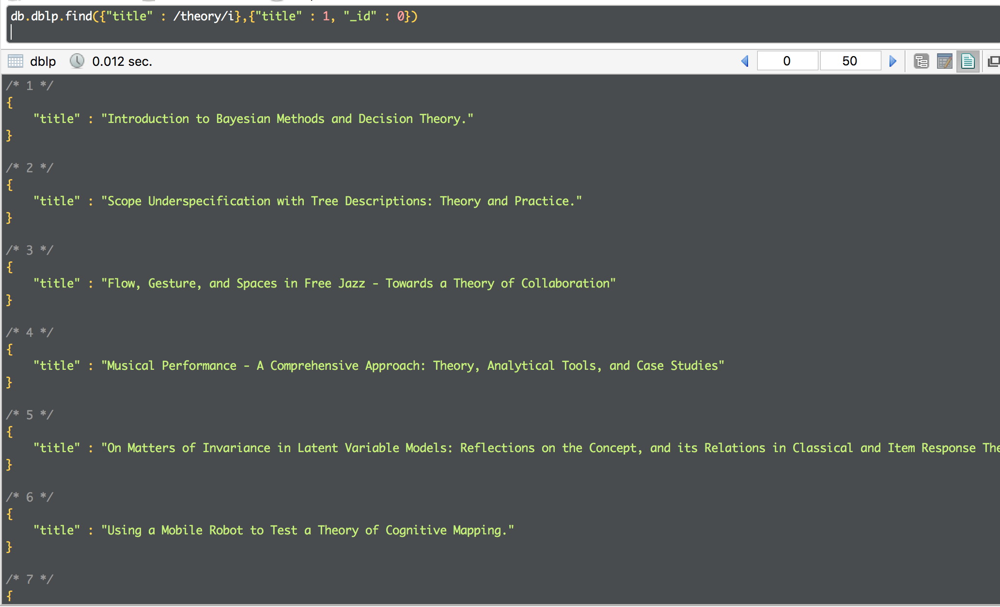 db.dblp.find({"title" : /theory/i},{"title" : 1, "_id" : 0})
dblp 0.012 sec. 0 50
/* 1 */
{
    "title" : "Introduction to Bayesian Methods and Decision Theory."
}
/* 2 */
{
    "title" : "Scope Underspecification with Tree Descriptions: Theory and Practice."
}
/* 3 */
{
    "title" : "Flow, Gesture, and Spaces in Free Jazz - Towards a Theory of Collaboration"
}
/* 4 */
{
    "title" : "Musical Performance - A Comprehensive Approach: Theory, Analytical Tools, and Case Studies"
}
/* 5 */
{
    "title" : "On Matters of Invariance in Latent Variable Models: Reflections on the Concept, and its Relations in Classical and Item Response The
}
/* 6 */
{
    "title" : "Using a Mobile Robot to Test a Theory of Cognitive Mapping."
}
/* 7 */
{